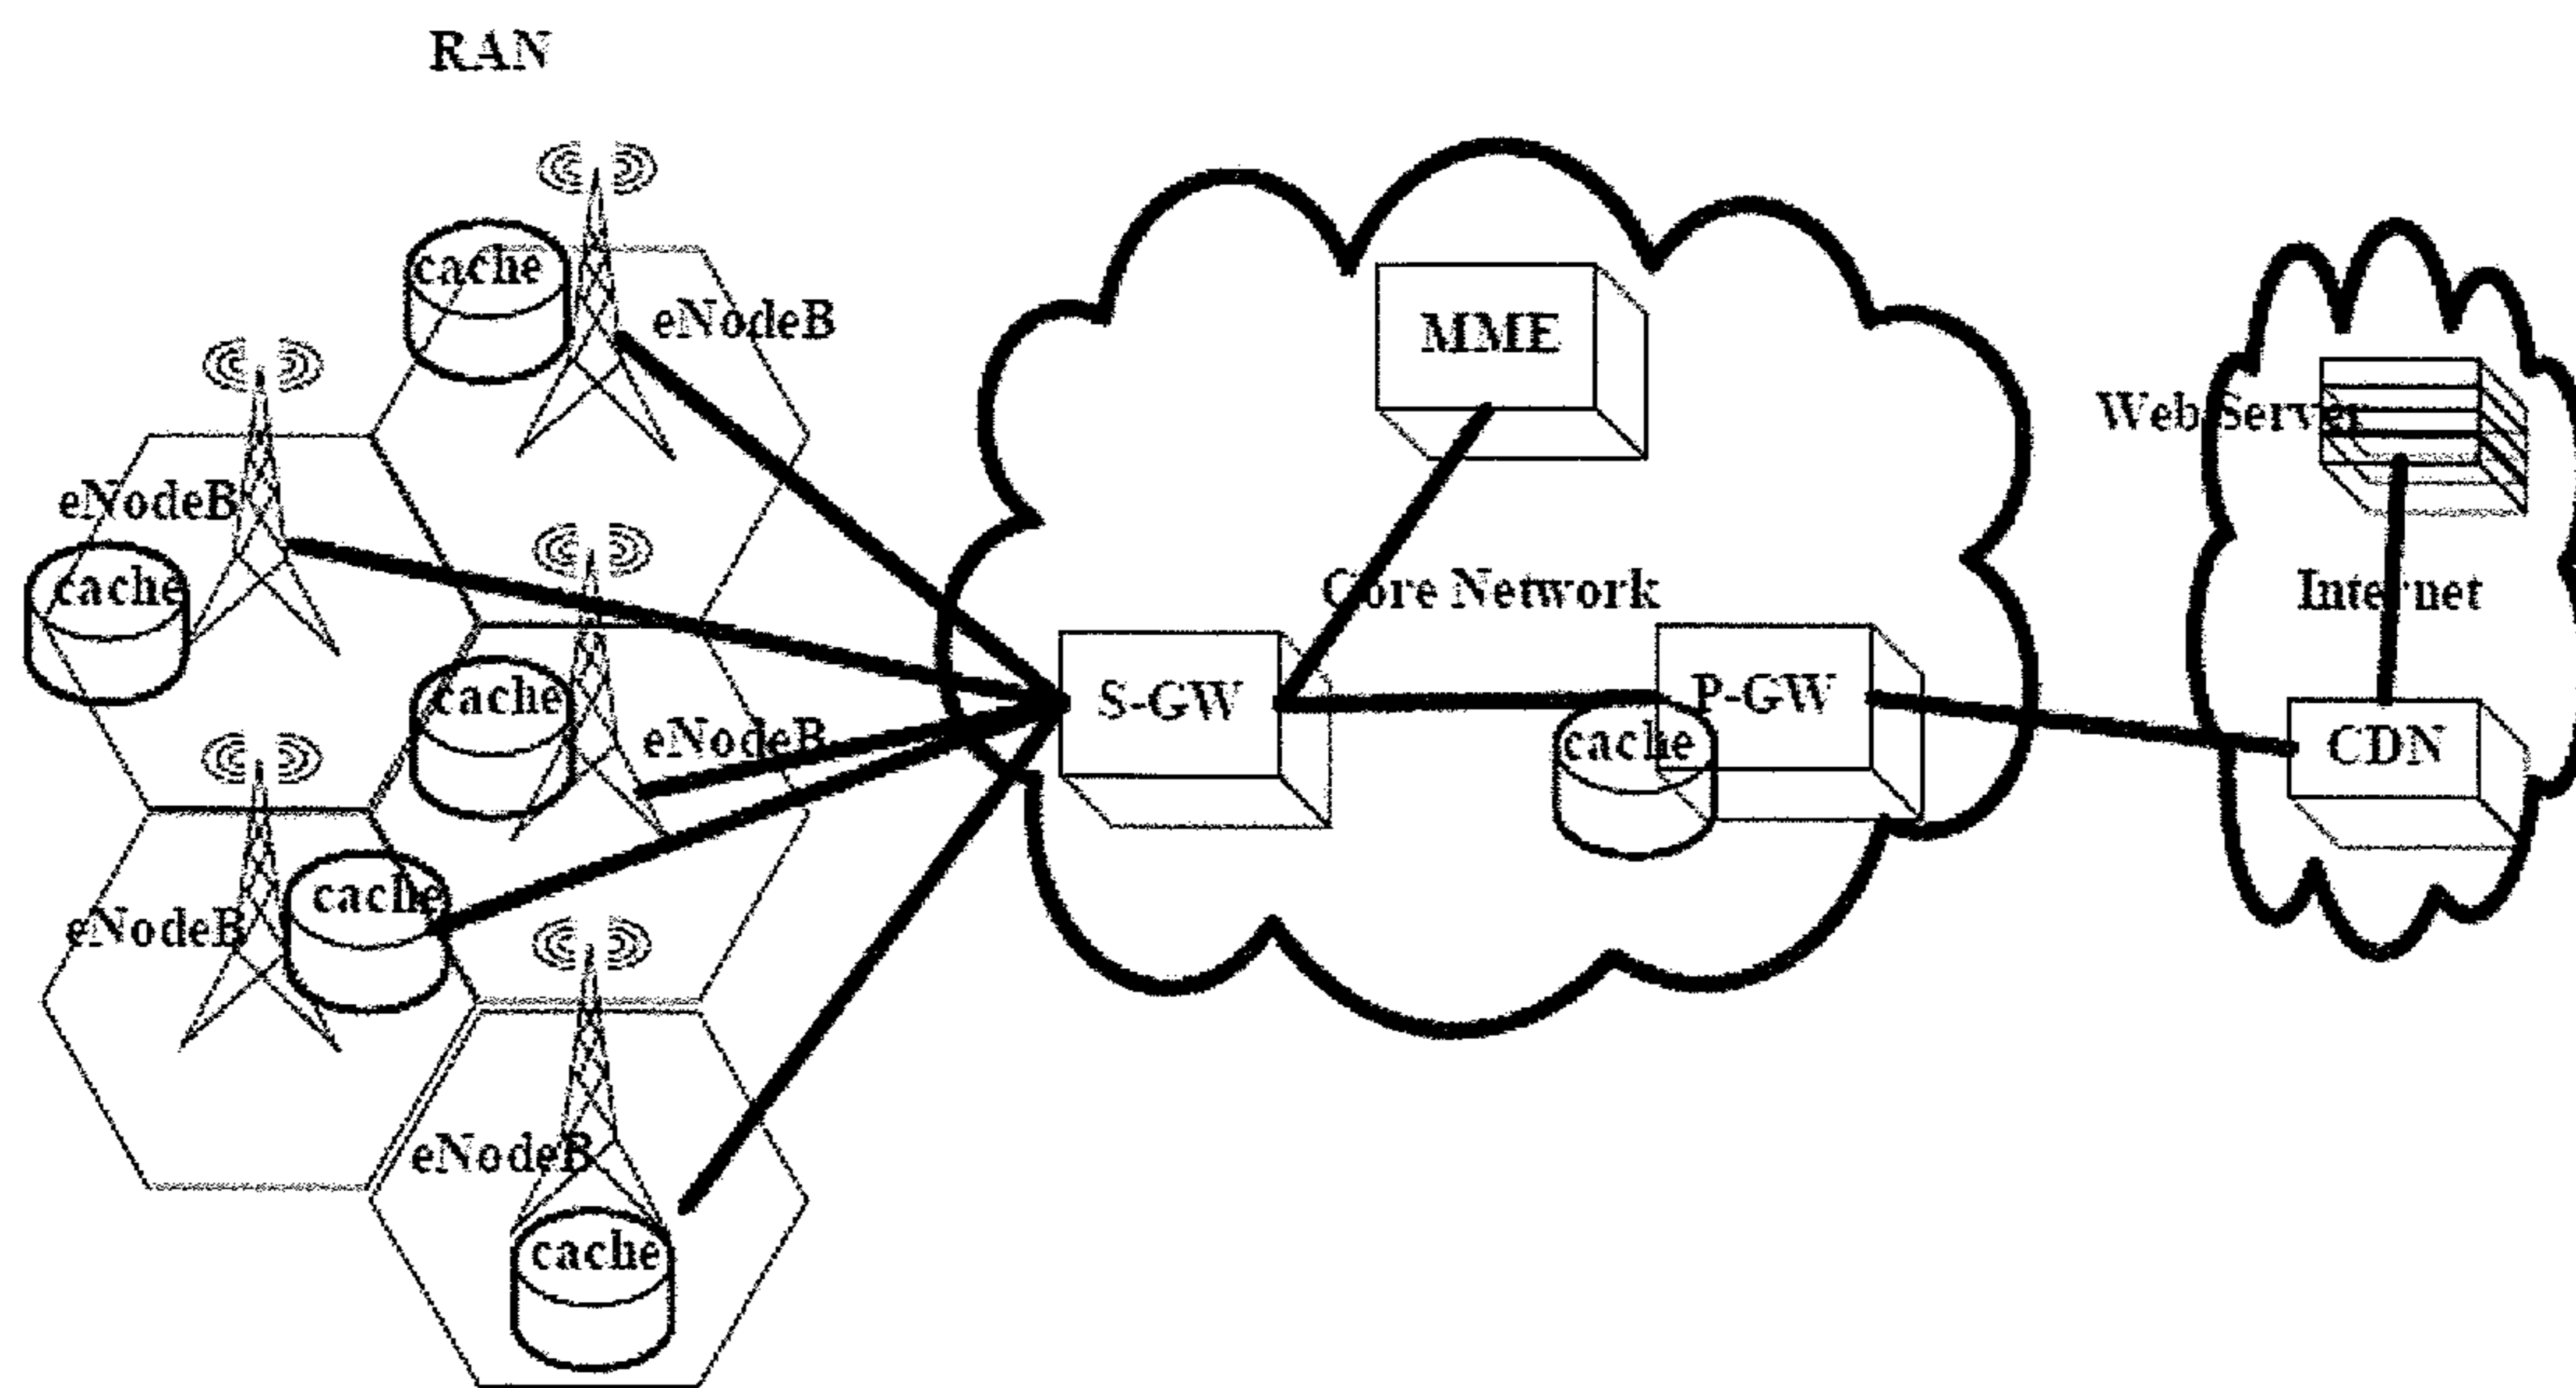 RAN
cache
eNodeB
eNodeB
cache
cache
eNodeB
cache
eNodeB
eNodeB
cache
MME
Core Network
S-GW
P-GW
cache
Web Server
Internet
CDN